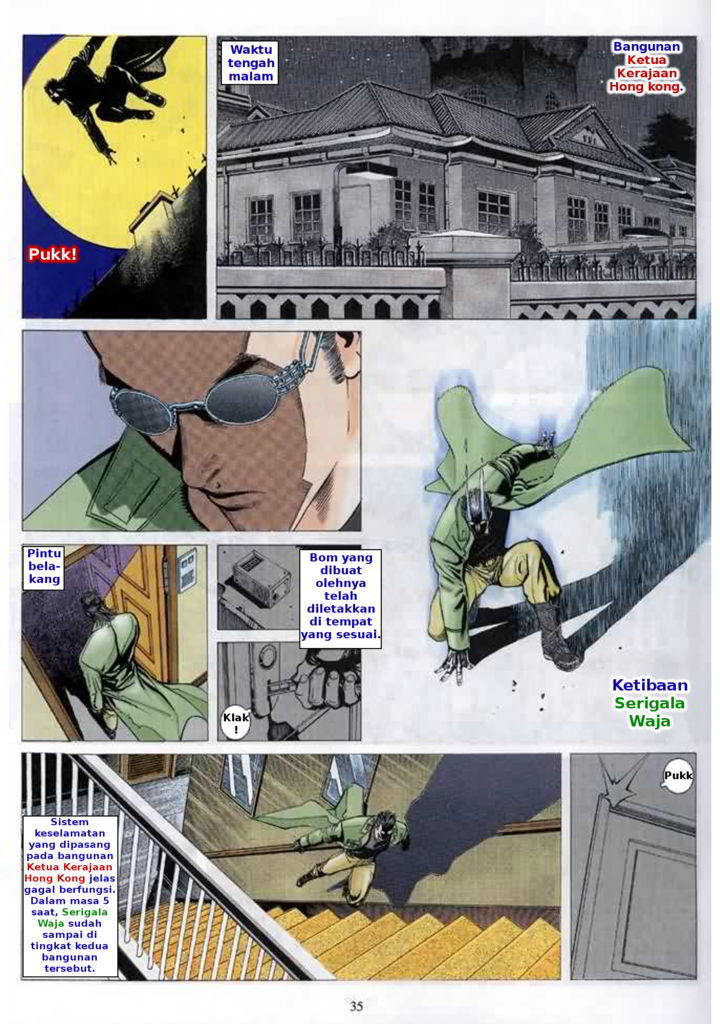 Pukk!
Waktu
tengah
malam
Bangunan
Ketua
Kerajaan
Hong kong.
Pintu
bela-
kang
Bom yang
dibuat
olehnya
telah
diletakkan
di tempat
yang sesuai.
Klak
!
Ketibaan
Serigala
Waja
Sistem
keselamatan
yang dipasang
pada bangunan
Ketua Kerajaan
Hong Kong jelas
gagal berfungsi.
Dalam masa 5
saat, Serigala
Waja sudah
sampai di
tingkat kedua
bangunan
tersebut.
Pukk
35